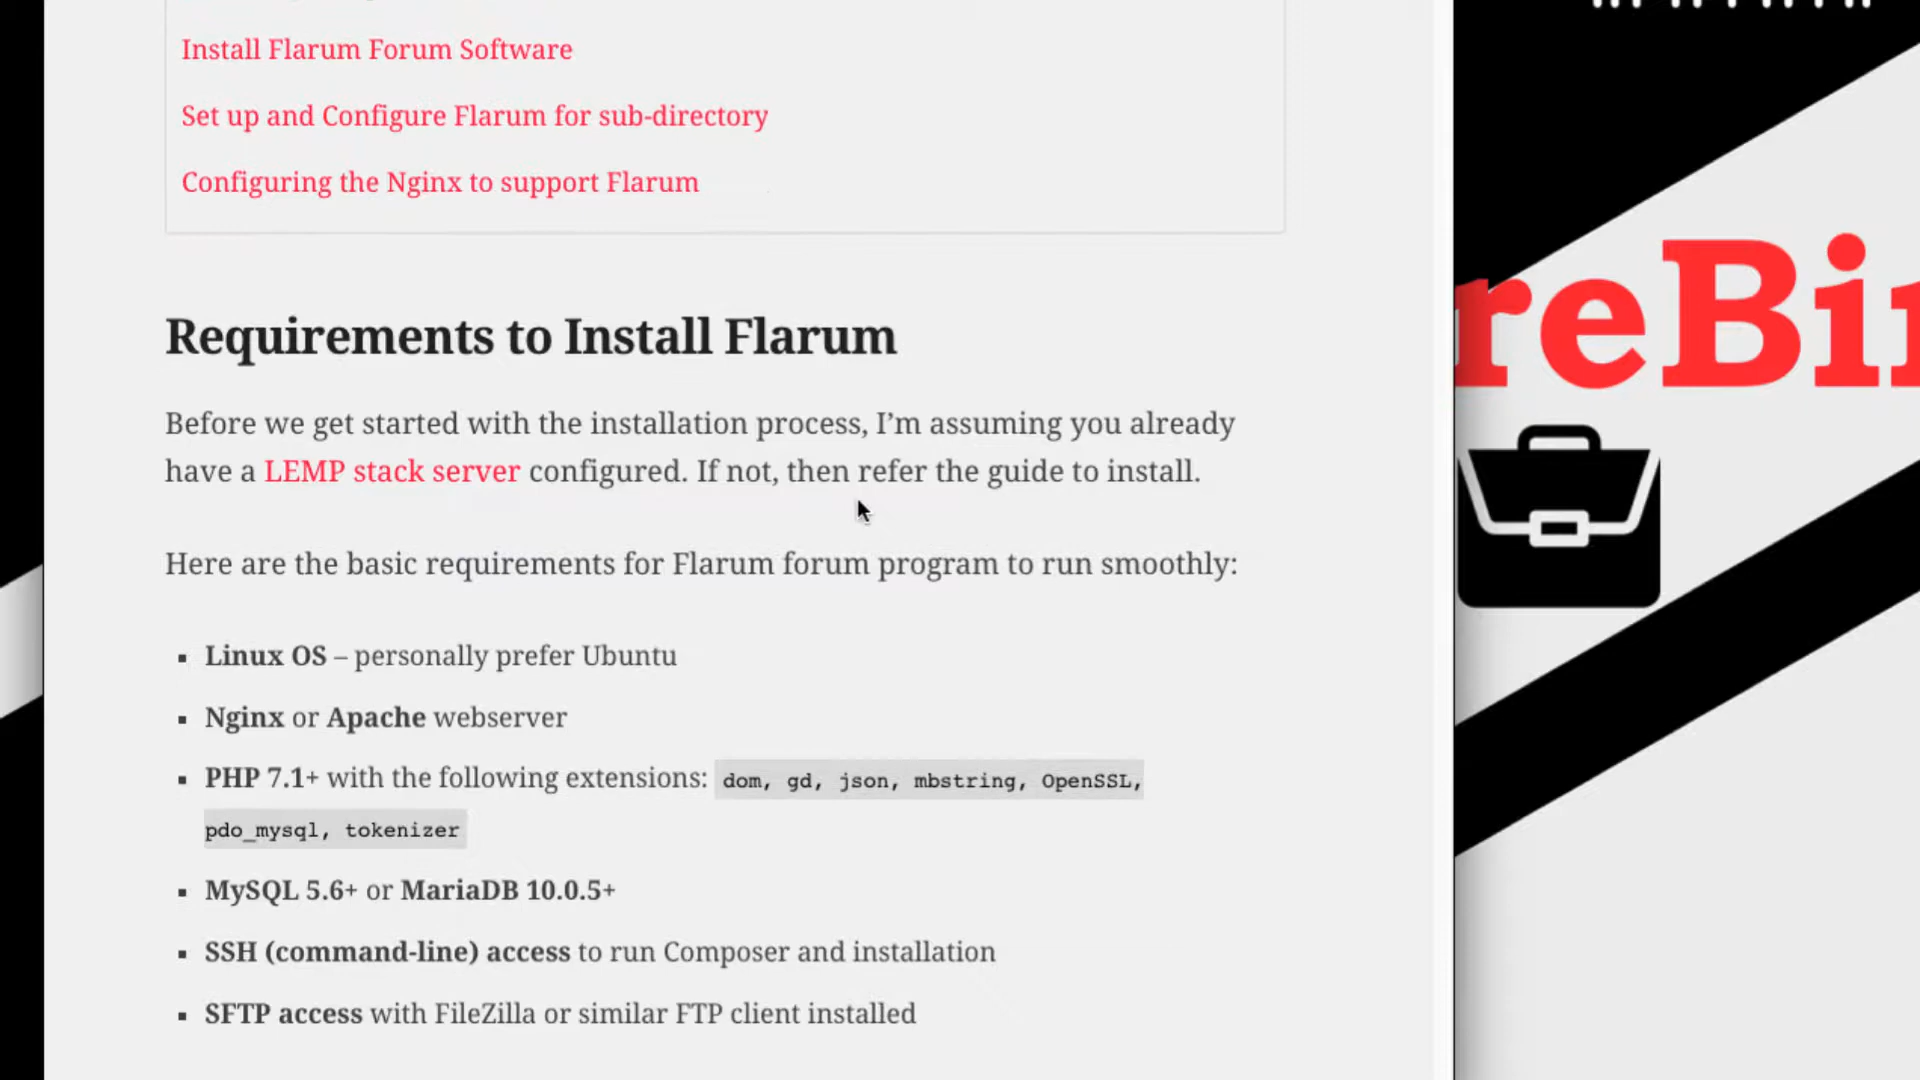 Install Flarum Forum Software
Set up and Configure Flarum for sub-directory
Configuring the Nginx to support Flarum
Requirements to Install Flarum
Before we get started with the installation process, I’m assuming you already
have a LEMP stack server configured. If not, then refer the guide to install.
Here are the basic requirements for Flarum forum program to run smoothly:
▪ Linux OS – personally prefer Ubuntu
▪ Nginx or Apache webserver
▪ PHP 7.1+ with the following extensions: dom, gd, json, mbstring, OpenSSL,
pdo_mysql, tokenizer
▪ MySQL 5.6+ or MariaDB 10.0.5+
▪ SSH (command-line) access to run Composer and installation
▪ SFTP access with FileZilla or similar FTP client installed
reBi